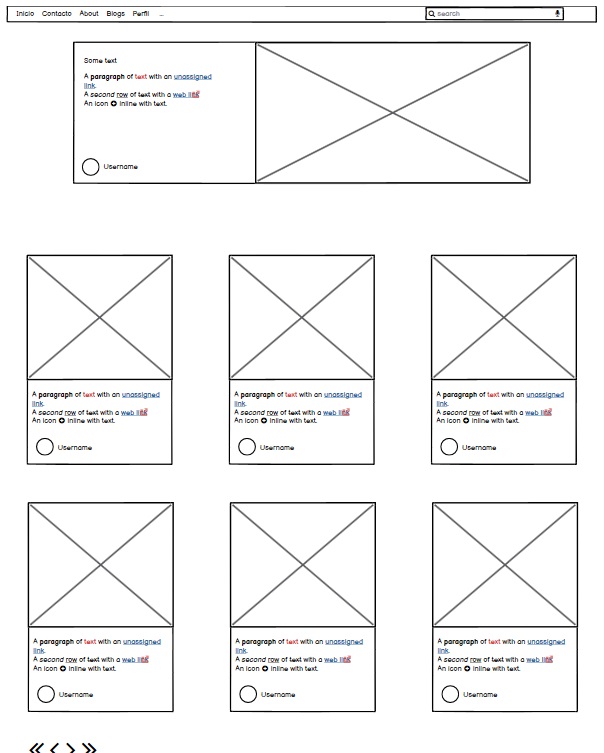 Inicio Contacto About Blogs Perfil ... search
Some text
A paragraph of text with an unassigned
link.
A second row of text with a web link
An icon inline with text.
Username
A paragraph of text with an unassigned
link.
A second row of text with a web link
An icon inline with text.
Username
A paragraph of text with an unassigned
link.
A second row of text with a web link
An icon inline with text.
Username
A paragraph of text with an unassigned
link.
A second row of text with a web link
An icon inline with text.
Username
A paragraph of text with an unassigned
link.
A second row of text with a web link
An icon inline with text.
Username
A paragraph of text with an unassigned
link.
A second row of text with a web link
An icon inline with text.
Username
A paragraph of text with an unassigned
link.
A second row of text with a web link
An icon inline with text.
Username